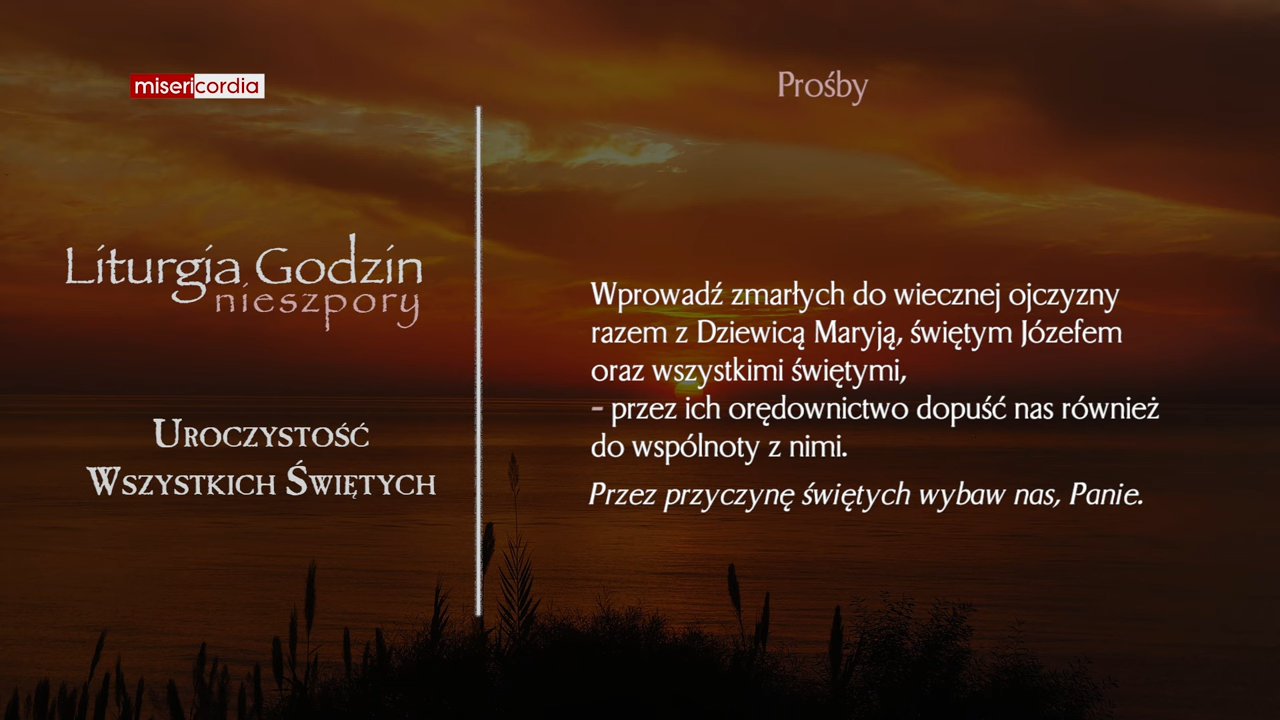 misericordia
Liturgia Godzin
nieszpory
Uroczystość
Wszystkich Świętych
Prośby
Wprowadź zmarłych do wiecznej ojczyzny
razem z Dziewicą Maryją, świętym Józefem
oraz wszystkimi świętymi,
- przez ich orędownictwo dopuść nas również
do wspólnoty z nimi.
Przez przyczynę świętych wybaw nas, Panie.